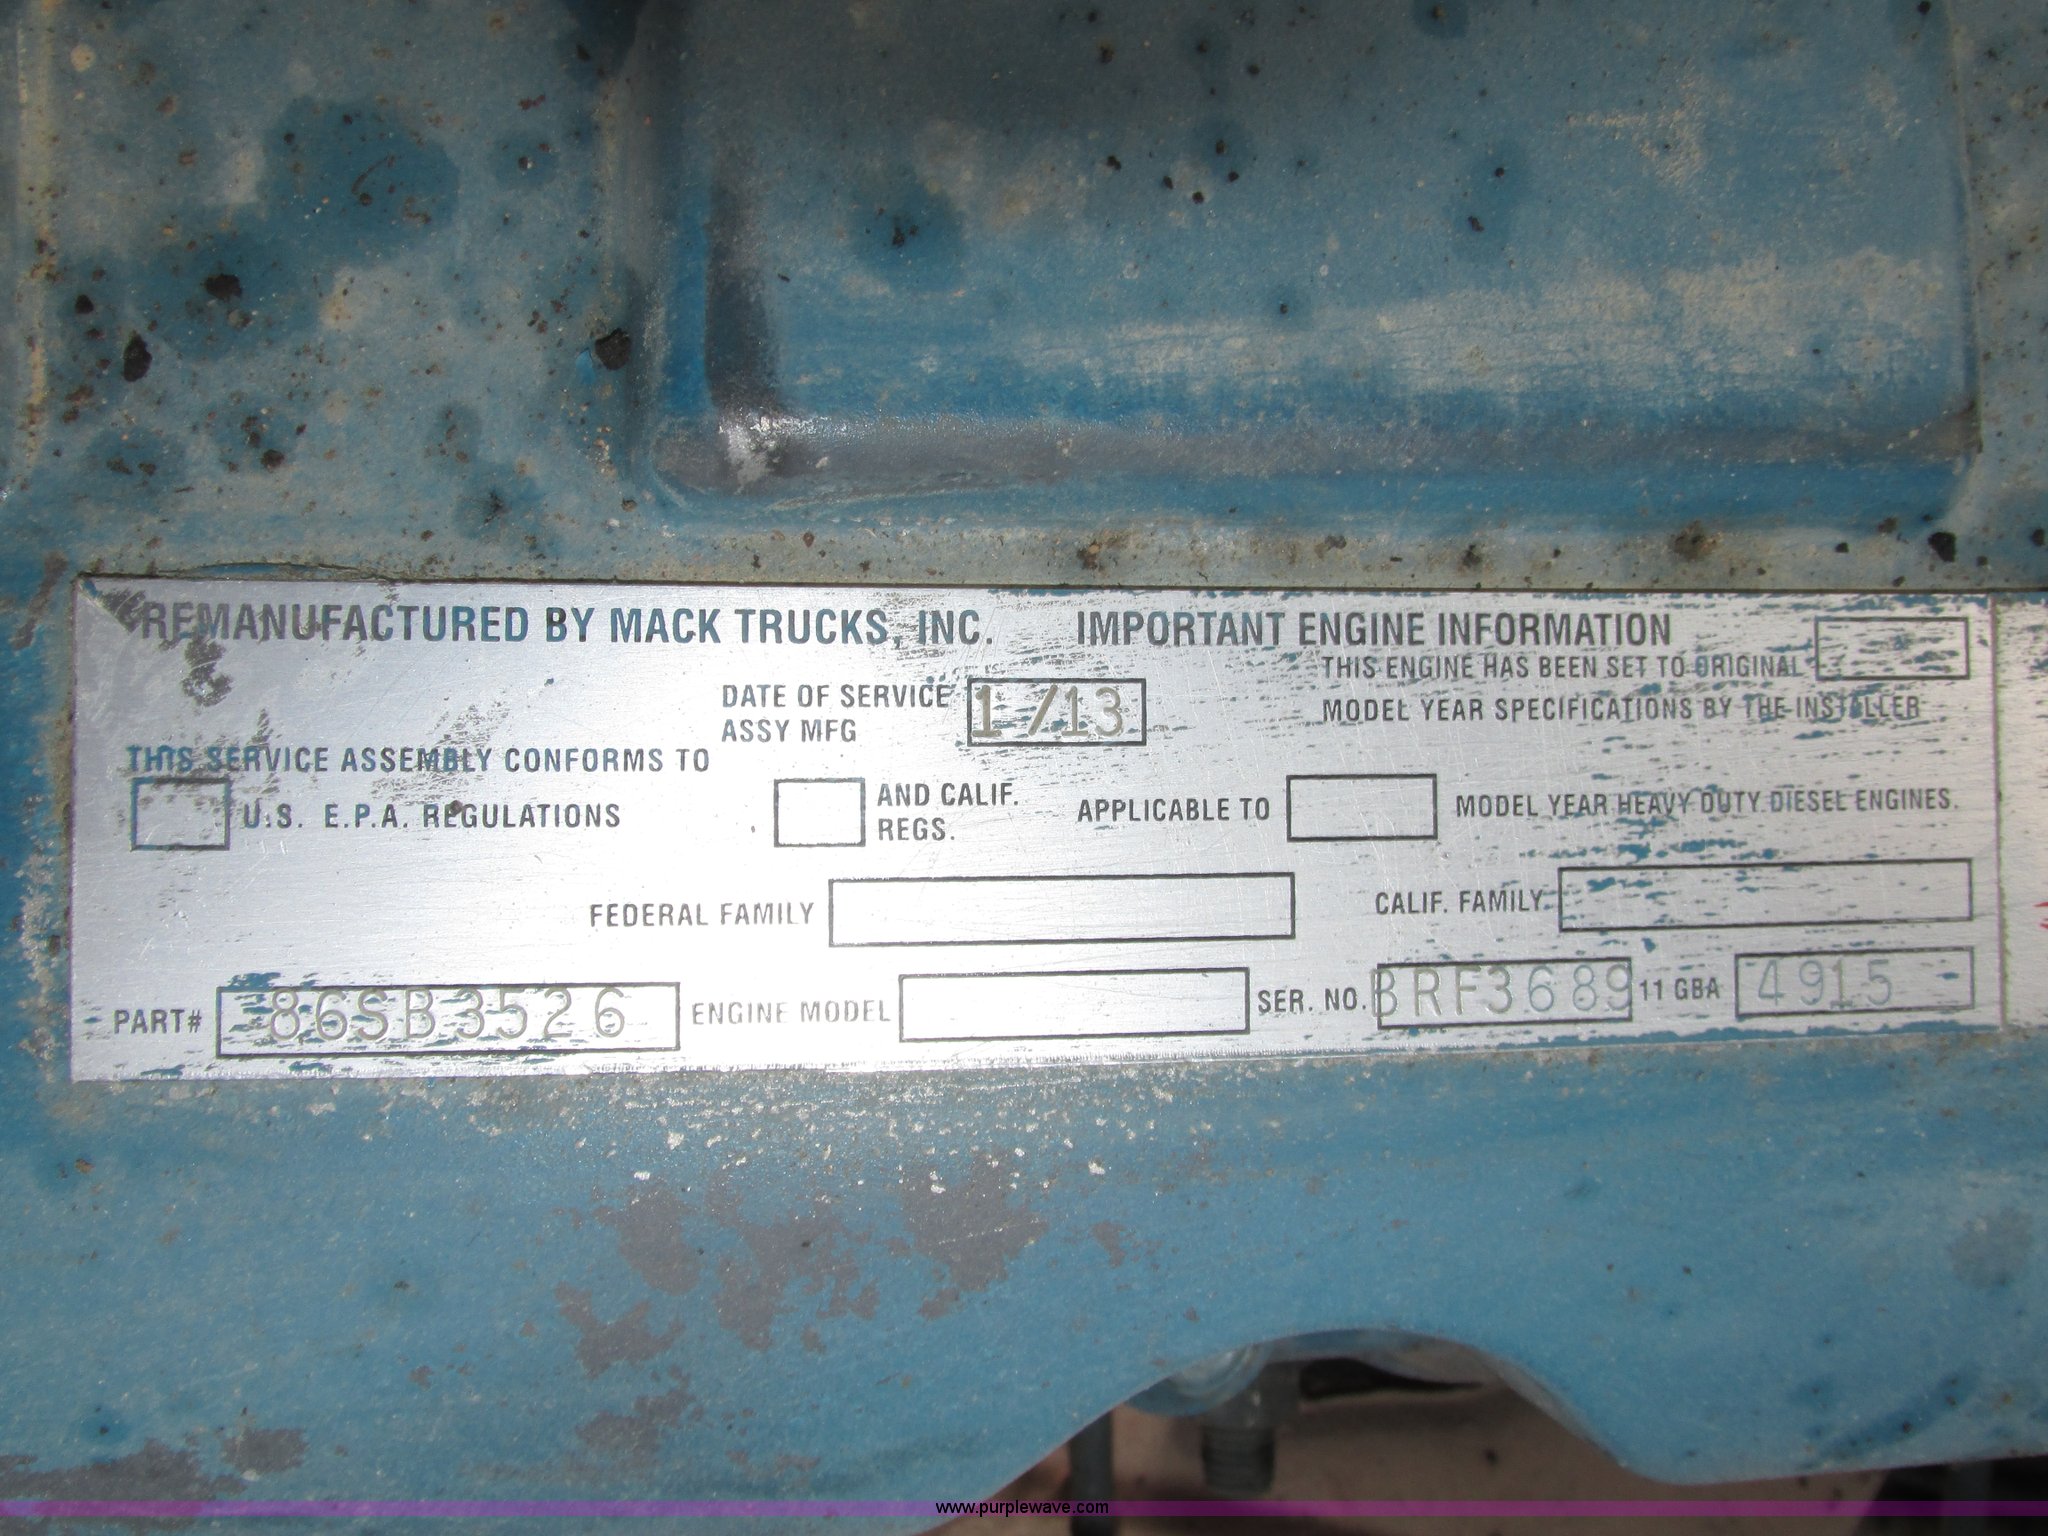 REMANUFACTURED BY MACK TRUCKS, INC. IMPORTANT ENGINE INFORMATION
THIS ENGINE HAS BEEN SET TO ORIGINAL
MODEL YEAR SPECIFICATIONS BY THE INSTALLER
DATE OF SERVICE
ASSY MFG
1/13
THIS SERVICE ASSEMBLY CONFORMS TO
U.S. E.P.A. REGULATIONS
AND CALIF.
REGS.
APPLICABLE TO
MODEL YEAR HEAVY DUTY DIESEL ENGINES.
FEDERAL FAMILY
CALIF. FAMILY
PART# 86SB3526 ENGINE MODEL SER. NO. BRF3689 11 GBA 4915
www.purplewave.com